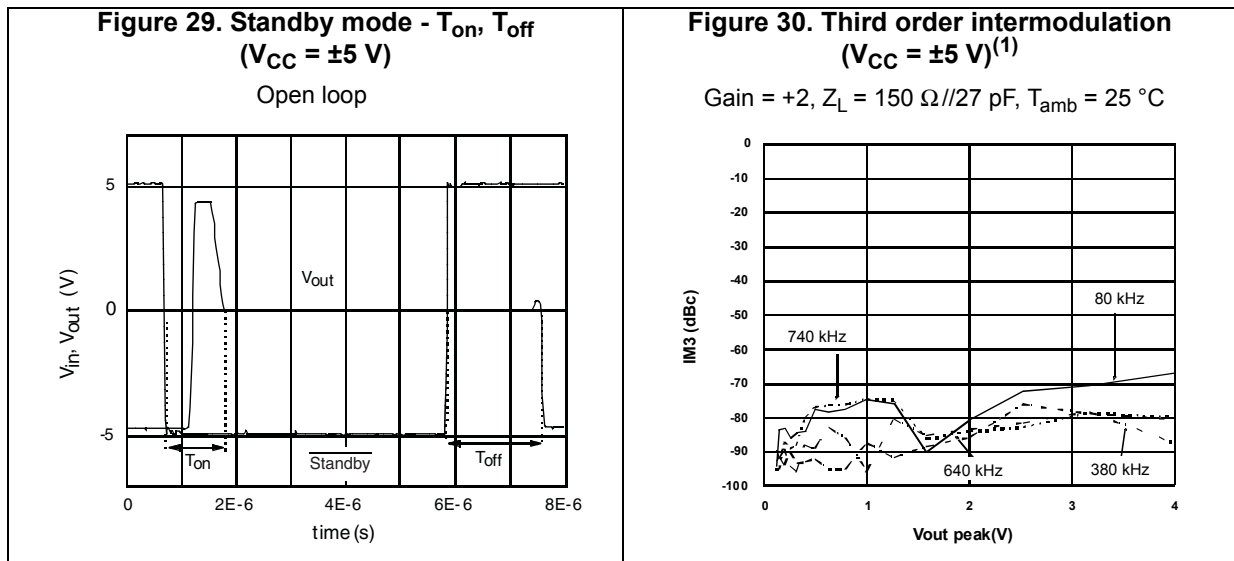 Figure 29. Standby mode - Ton, Toff
(VCC = ±5 V)
Open loop
Vin, Vout (V)
5
0
-5
Vout
Ton
Standby
Toff
0
2E-6
4E-6
6E-6
8E-6
time (s)
Figure 30. Third order intermodulation
(VCC = ±5 V)(1)
Gain = +2, ZL = 150 Ω//27 pF, Tamb = 25 °C
IM3 (dBc)
0
-10
-20
-30
-40
-50
-60
-70
-80
-90
-100
80 kHz
740 kHz
640 kHz
380 kHz
0
1
2
3
4
Vout peak(V)